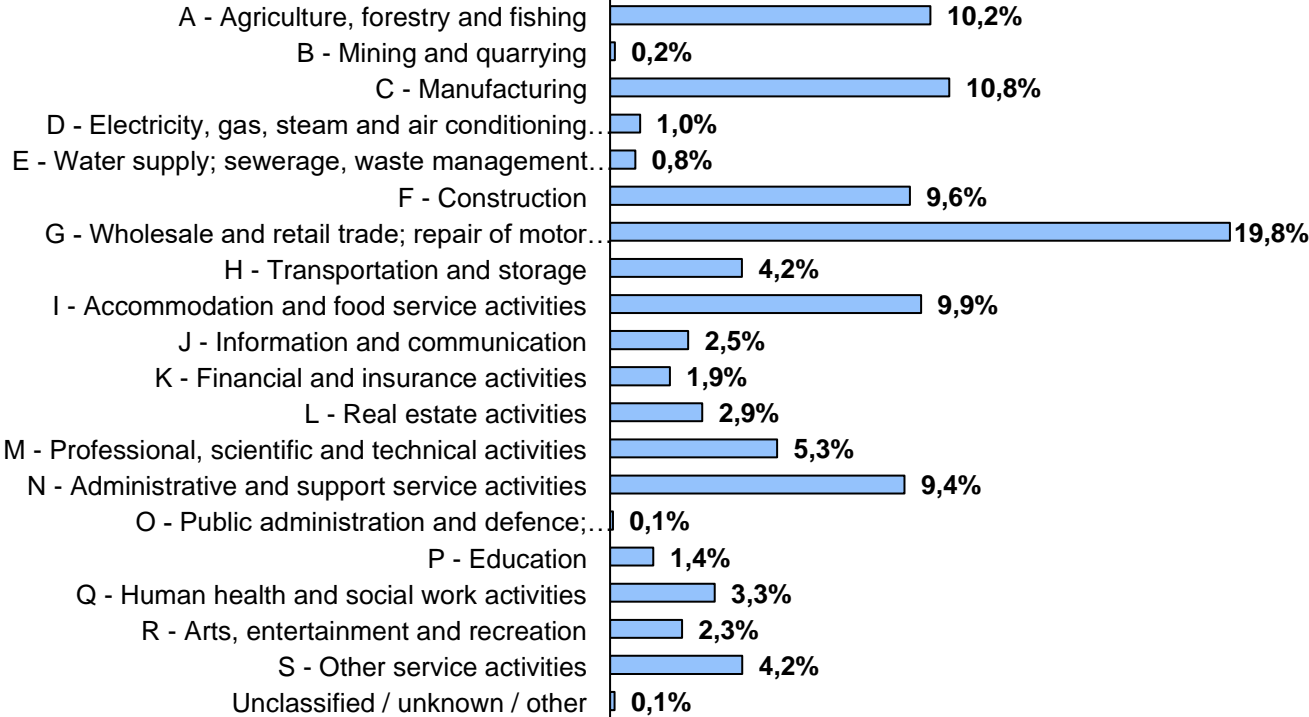 A - Agriculture, forestry and fishing 10,2%
B - Mining and quarrying 0,2%
C - Manufacturing 10,8%
D - Electricity, gas, steam and air conditioning… 1,0%
E - Water supply; sewerage, waste management… 0,8%
F - Construction 9,6%
G - Wholesale and retail trade; repair of motor… 19,8%
H - Transportation and storage 4,2%
I - Accommodation and food service activities 9,9%
J - Information and communication 2,5%
K - Financial and insurance activities 1,9%
L - Real estate activities 2,9%
M - Professional, scientific and technical activities 5,3%
N - Administrative and support service activities 9,4%
O - Public administration and defence;… 0,1%
P - Education 1,4%
Q - Human health and social work activities 3,3%
R - Arts, entertainment and recreation 2,3%
S - Other service activities 4,2%
Unclassified / unknown / other 0,1%